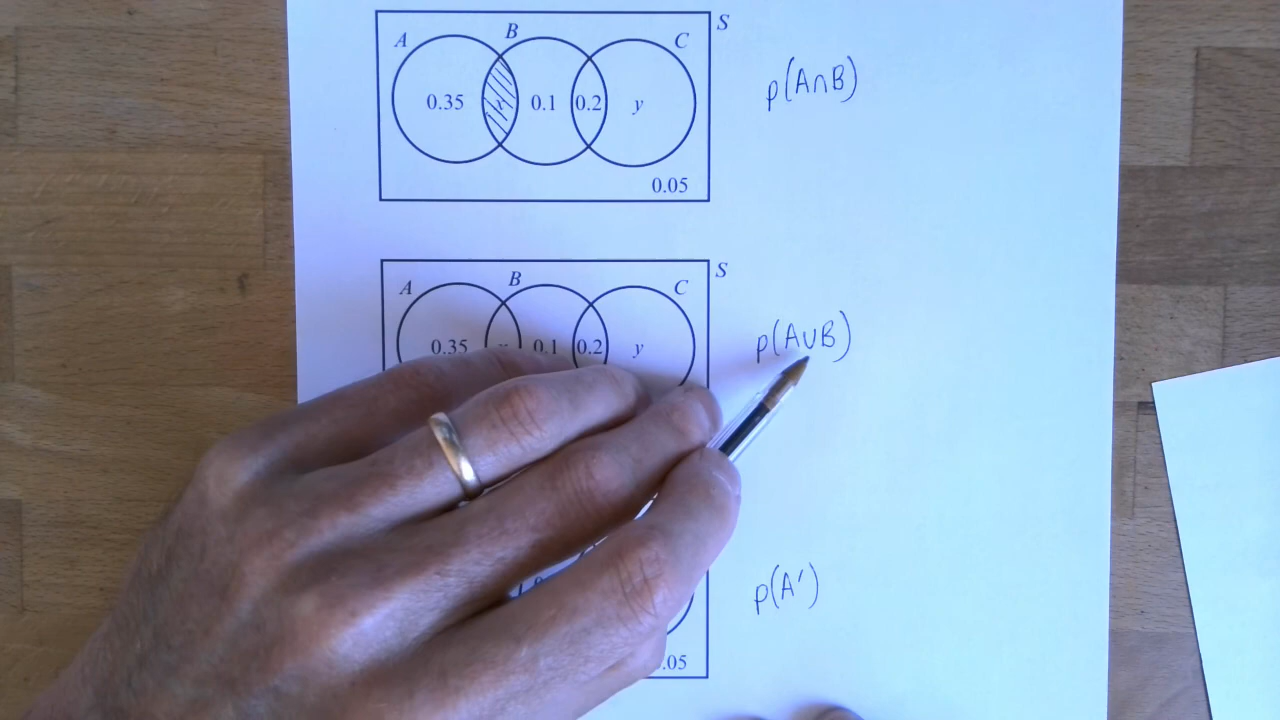 S
A B C
0.35 0.1 0.2 y
p(A∩B)
0.05
S
A B C
0.35 x 0.1 0.2 y
p(A∪B)
p(A')
.05